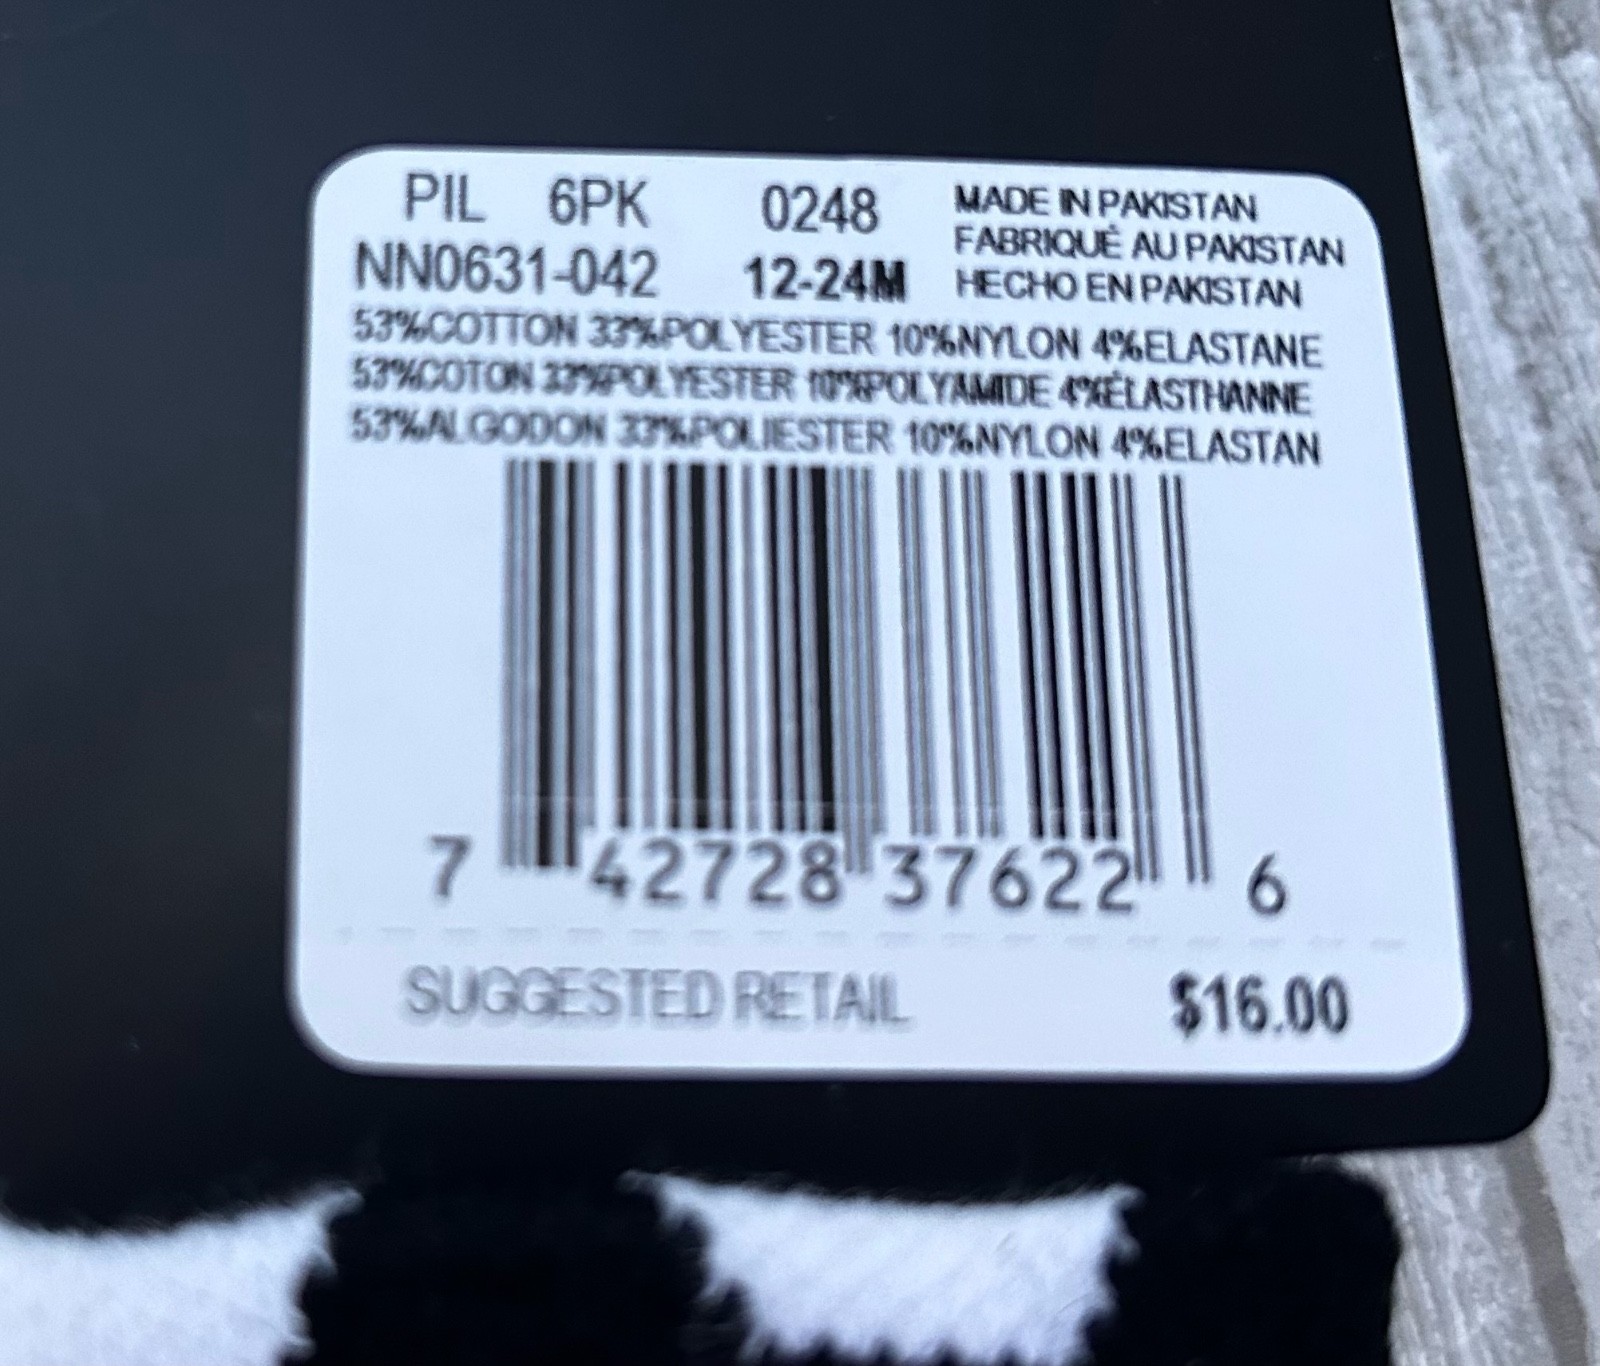 PIL 6PK 0248
NN0631-042 12-24M
MADE IN PAKISTAN
FABRIQUÉ AU PAKISTAN
HECHO EN PAKISTAN
53%COTTON 33%POLYESTER 10%NYLON 4%ELASTANE
53%COTON 33%POLYESTER 10%POLYAMIDE 4%ÉLASTHANNE
53%ALGODON 33%POLIESTER 10%NYLON 4%ELASTAN
7 42728 37622 6
SUGGESTED RETAIL $16.00